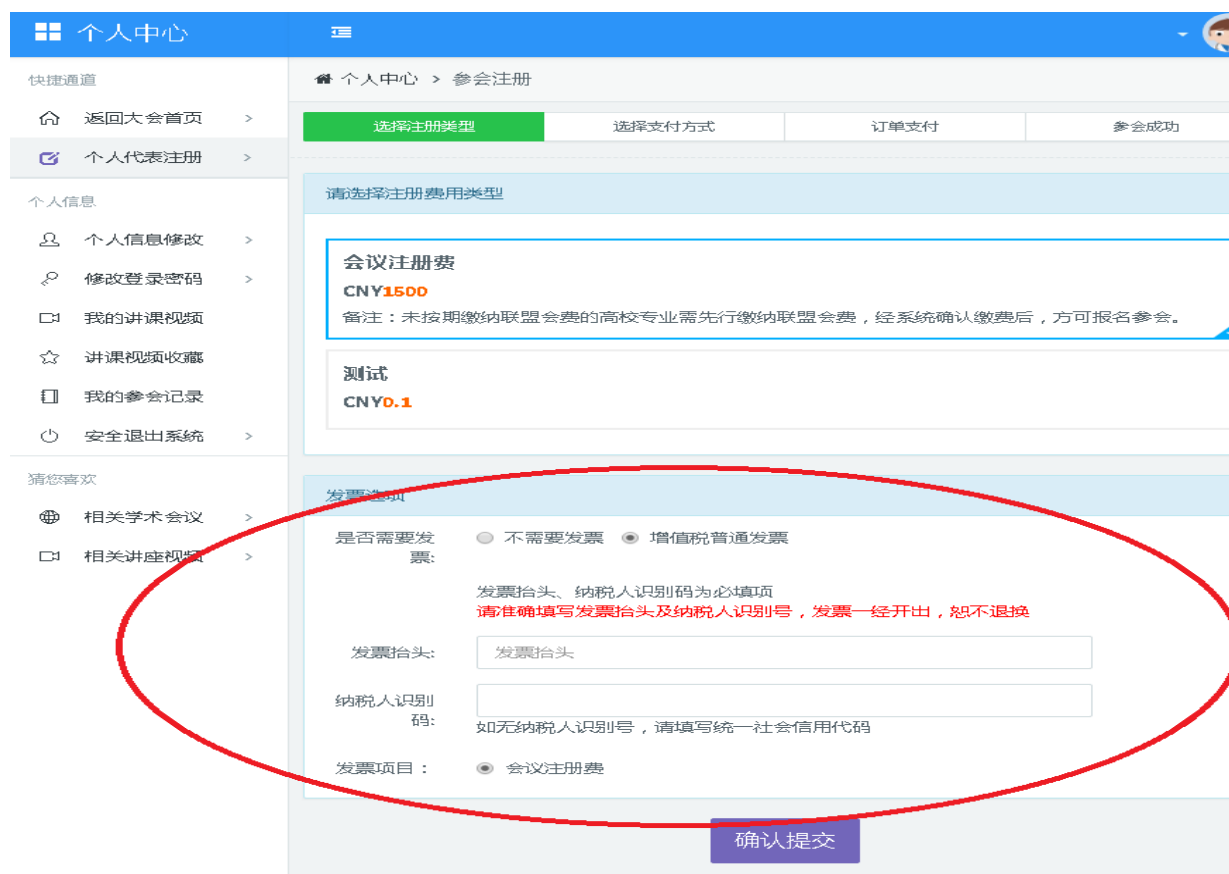 个人中心
快捷通道
返回大会首页
个人代表注册
个人信息
个人信息修改
修改登录密码
我的讲课视频
讲课视频收藏
我的参会记录
安全退出系统
猜您喜欢
相关学术会议
相关讲座视频
个人中心 > 参会注册
选择注册类型 选择支付方式 订单支付 参会成功
请选择注册费用类型
会议注册费
CNY1500
备注：未按期缴纳联盟会费的高校专业需先行缴纳联盟会费，经系统确认缴费后，方可报名参会。
测试
CNY0.1
发票选项
是否需要发
票:
不需要发票 增值税普通发票
发票抬头、纳税人识别码为必填项
请准确填写发票抬头及纳税人识别号，发票一经开出，恕不退换
发票抬头: 发票抬头
纳税人识别
码:
如无纳税人识别号，请填写统一社会信用代码
发票项目： 会议注册费
确认提交